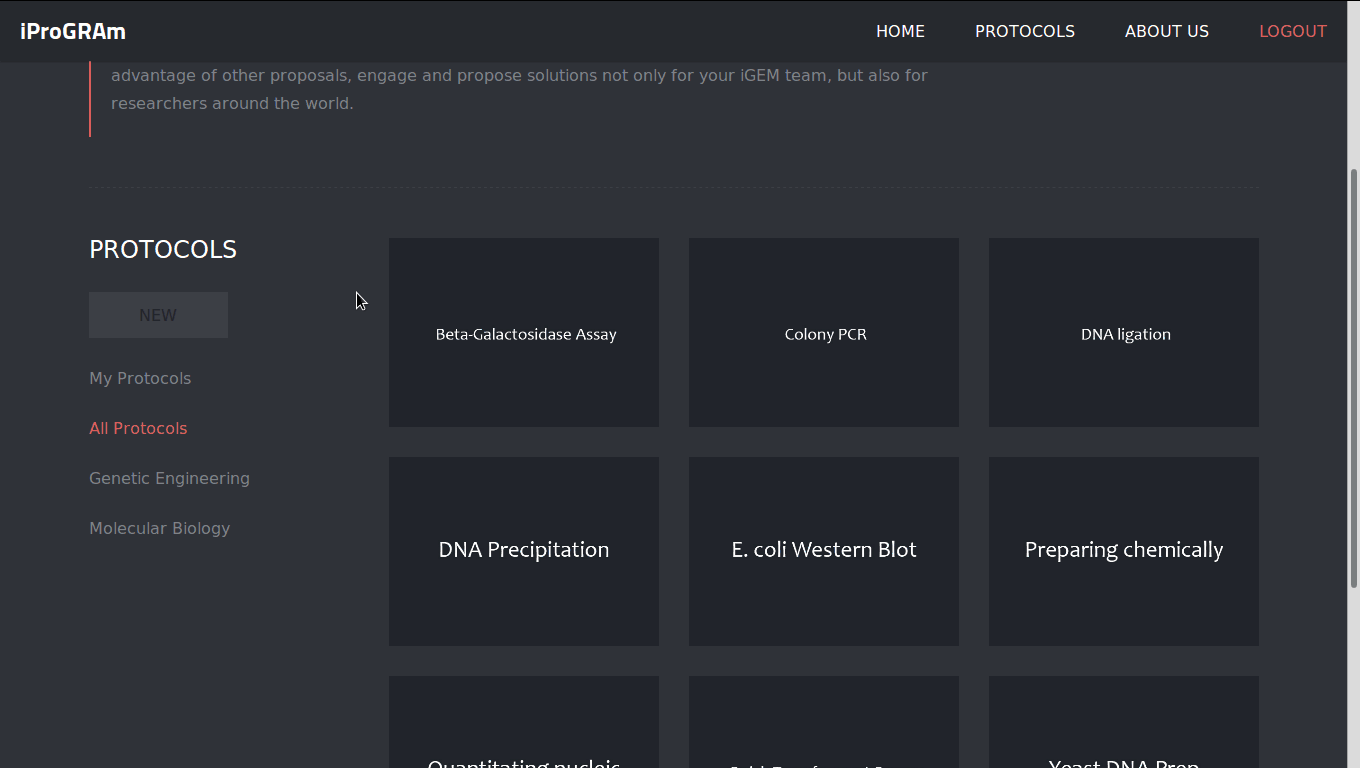 iProGRAm
HOME
PROTOCOLS
ABOUT US
LOGOUT
advantage of other proposals, engage and propose solutions not only for your iGEM team, but also for
researchers around the world.
PROTOCOLS
NEW
My Protocols
All Protocols
Genetic Engineering
Molecular Biology
Beta-Galactosidase Assay
Colony PCR
DNA ligation
DNA Precipitation
E. coli Western Blot
Preparing chemically
Quantitating nucleic
Yeast DNA Prep